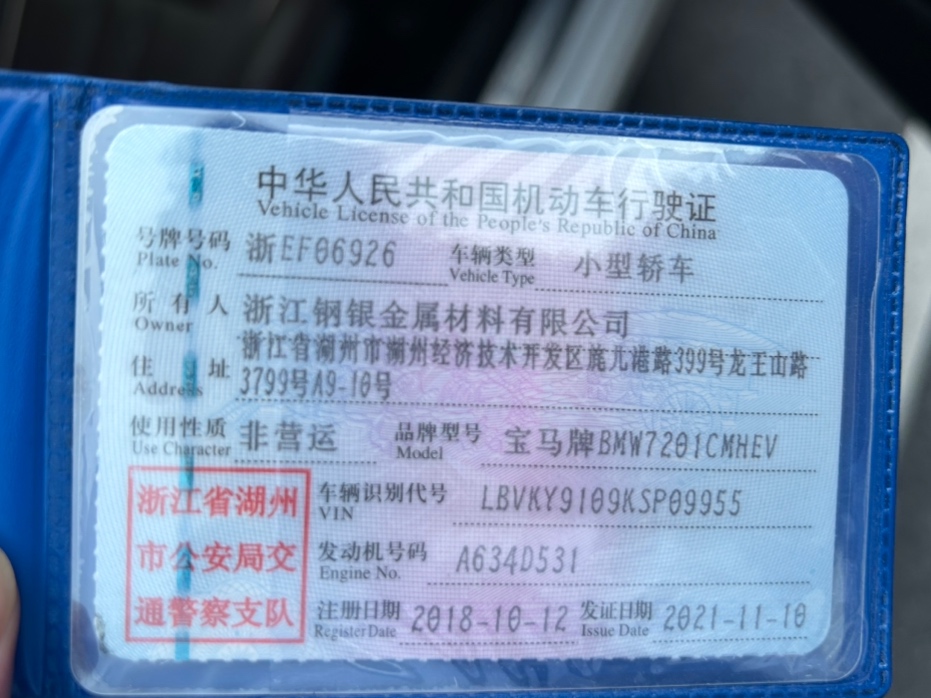 中华人民共和国机动车行驶证
Vehicle License of the People's Republic of China
号牌号码 浙EF06926 车辆类型 小型轿车
Plate No. Vehicle Type
所有人 浙江钢银金属材料有限公司
Owner
浙江省湖州市湖州经济技术开发区施儿港路399号龙王山路
住址 3799号A9-10号
Address
使用性质 非营运 品牌型号 宝马牌BMW7201CMHEV
Use Character Model
浙江省湖州 车辆识别代号 LBVKY9109KSP09955
VIN
市公安局交 发动机号码 A634D531
Engine No.
通警察支队 注册日期 2018-10-12 发证日期 2021-11-10
Register Date Issue Date